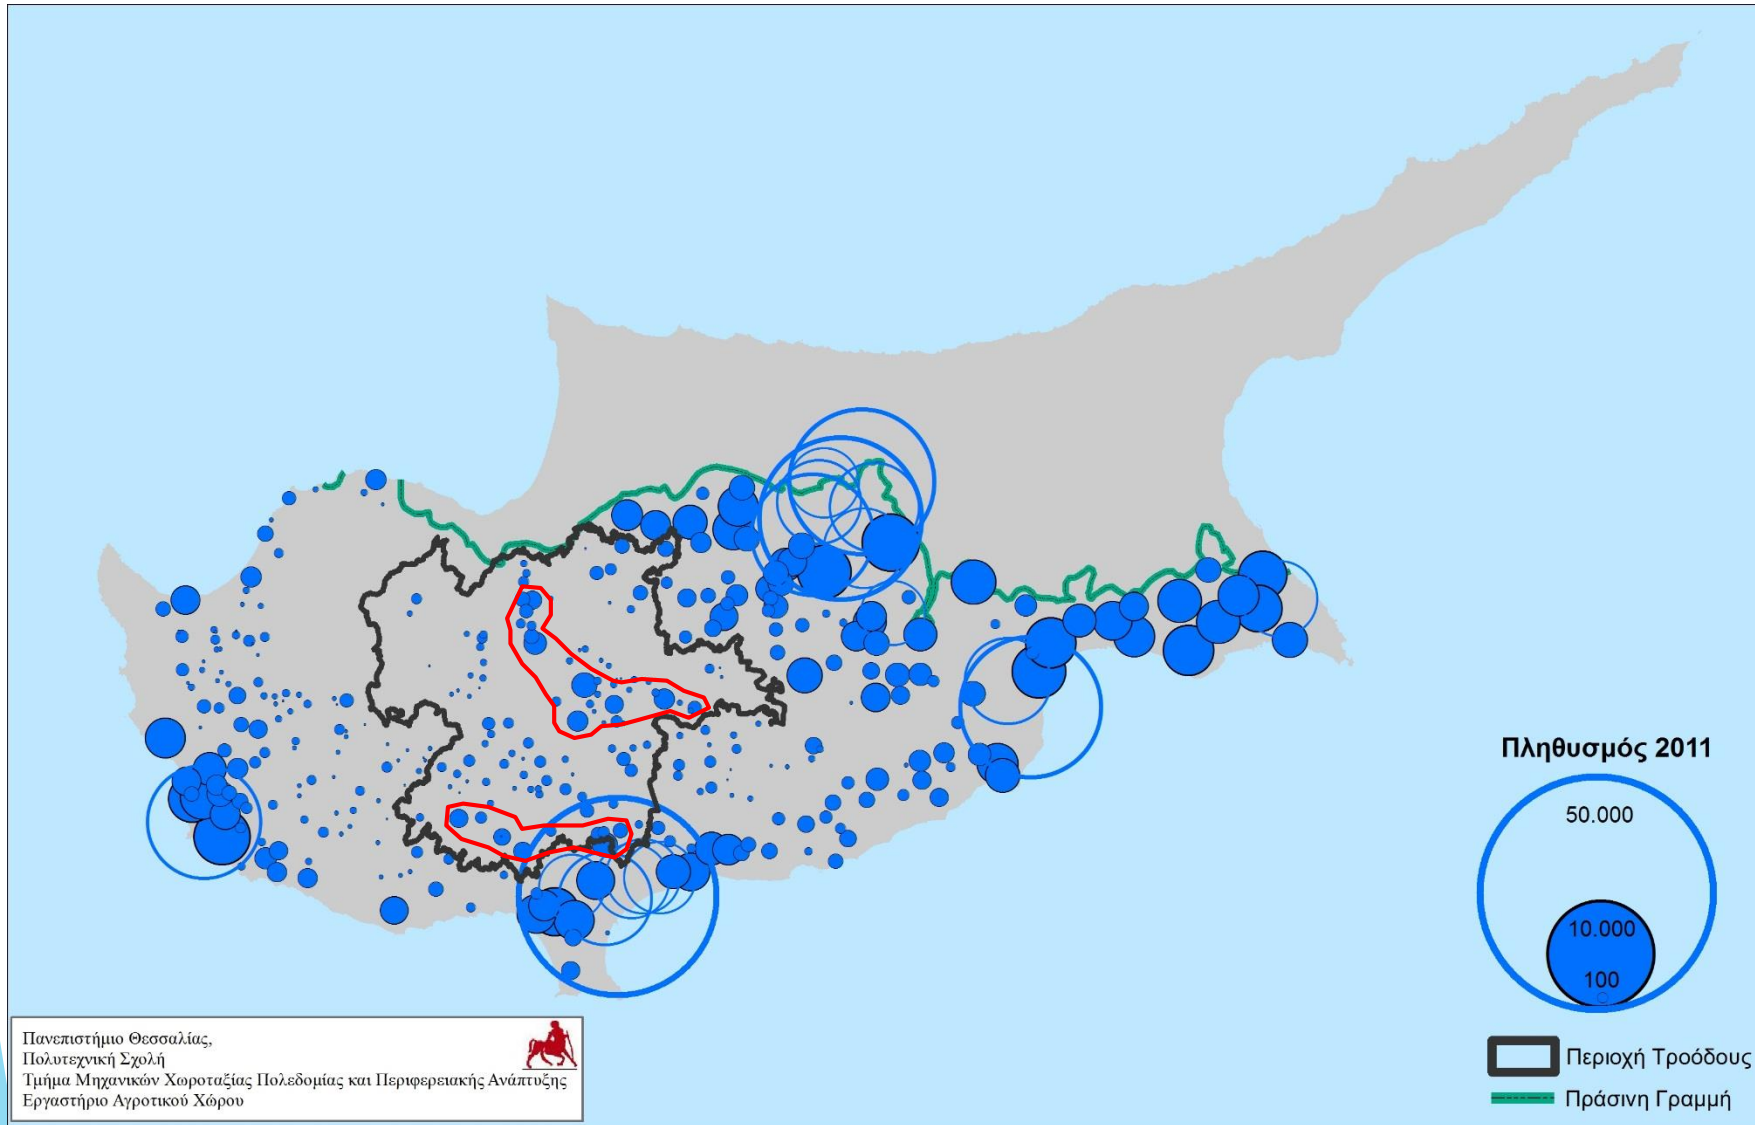 Πληθυσμός 2011
50.000
10.000
100
Περιοχή Τροόδους
Πράσινη Γραμμή
Πανεπιστήμιο Θεσσαλίας,
Πολυτεχνική Σχολή
Τμήμα Μηχανικών Χωροταξίας Πολεδομίας και Περιφερειακής Ανάπτυξης
Εργαστήριο Αγροτικού Χώρου